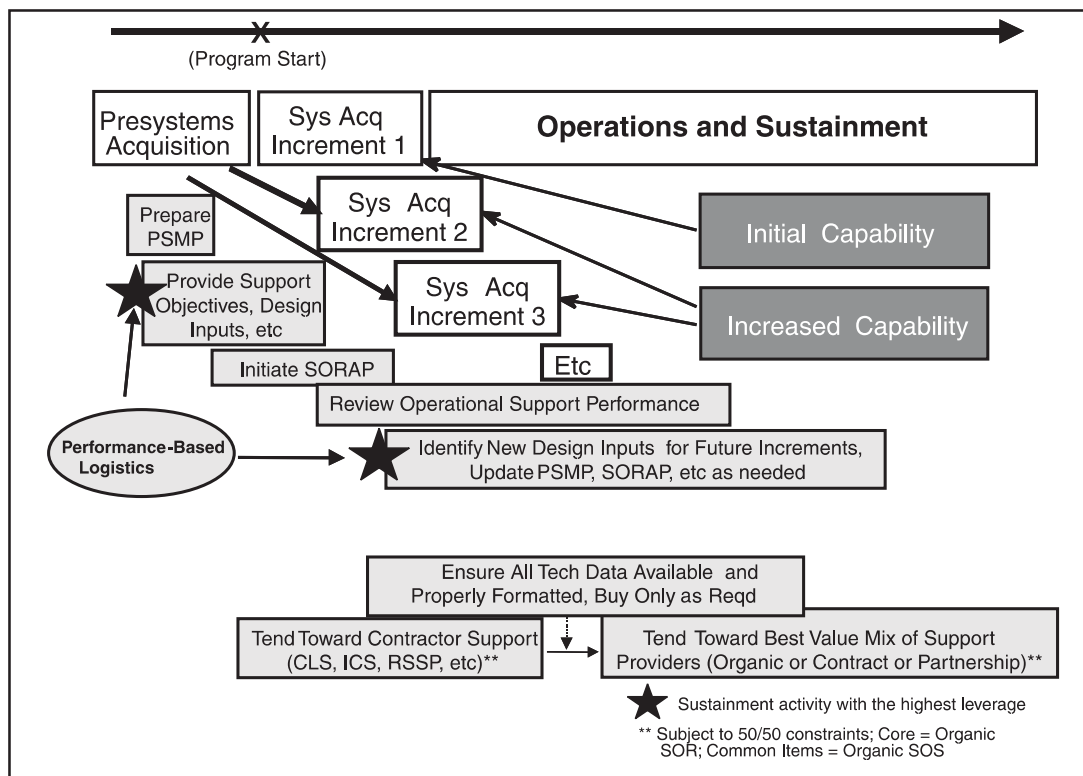 X
(Program Start)
Presystems
Acquisition
Sys Acq
Increment 1
Operations and Sustainment
Sys Acq
Increment 2
Prepare
PSMP
Initial Capability
Provide Support
Objectives, Design
Inputs, etc
Sys Acq
Increment 3
Increased Capability
Initiate SORAP
Etc
Review Operational Support Performance
Performance-Based
Logistics
Identify New Design Inputs for Future Increments,
Update PSMP, SORAP, etc as needed
Ensure All Tech Data Available and
Properly Formatted, Buy Only as Reqd
Tend Toward Contractor Support
(CLS, ICS, RSSP, etc)**
Tend Toward Best Value Mix of Support
Providers (Organic or Contract or Partnership)**
Sustainment activity with the highest leverage
** Subject to 50/50 constraints; Core = Organic
SOR; Common Items = Organic SOS